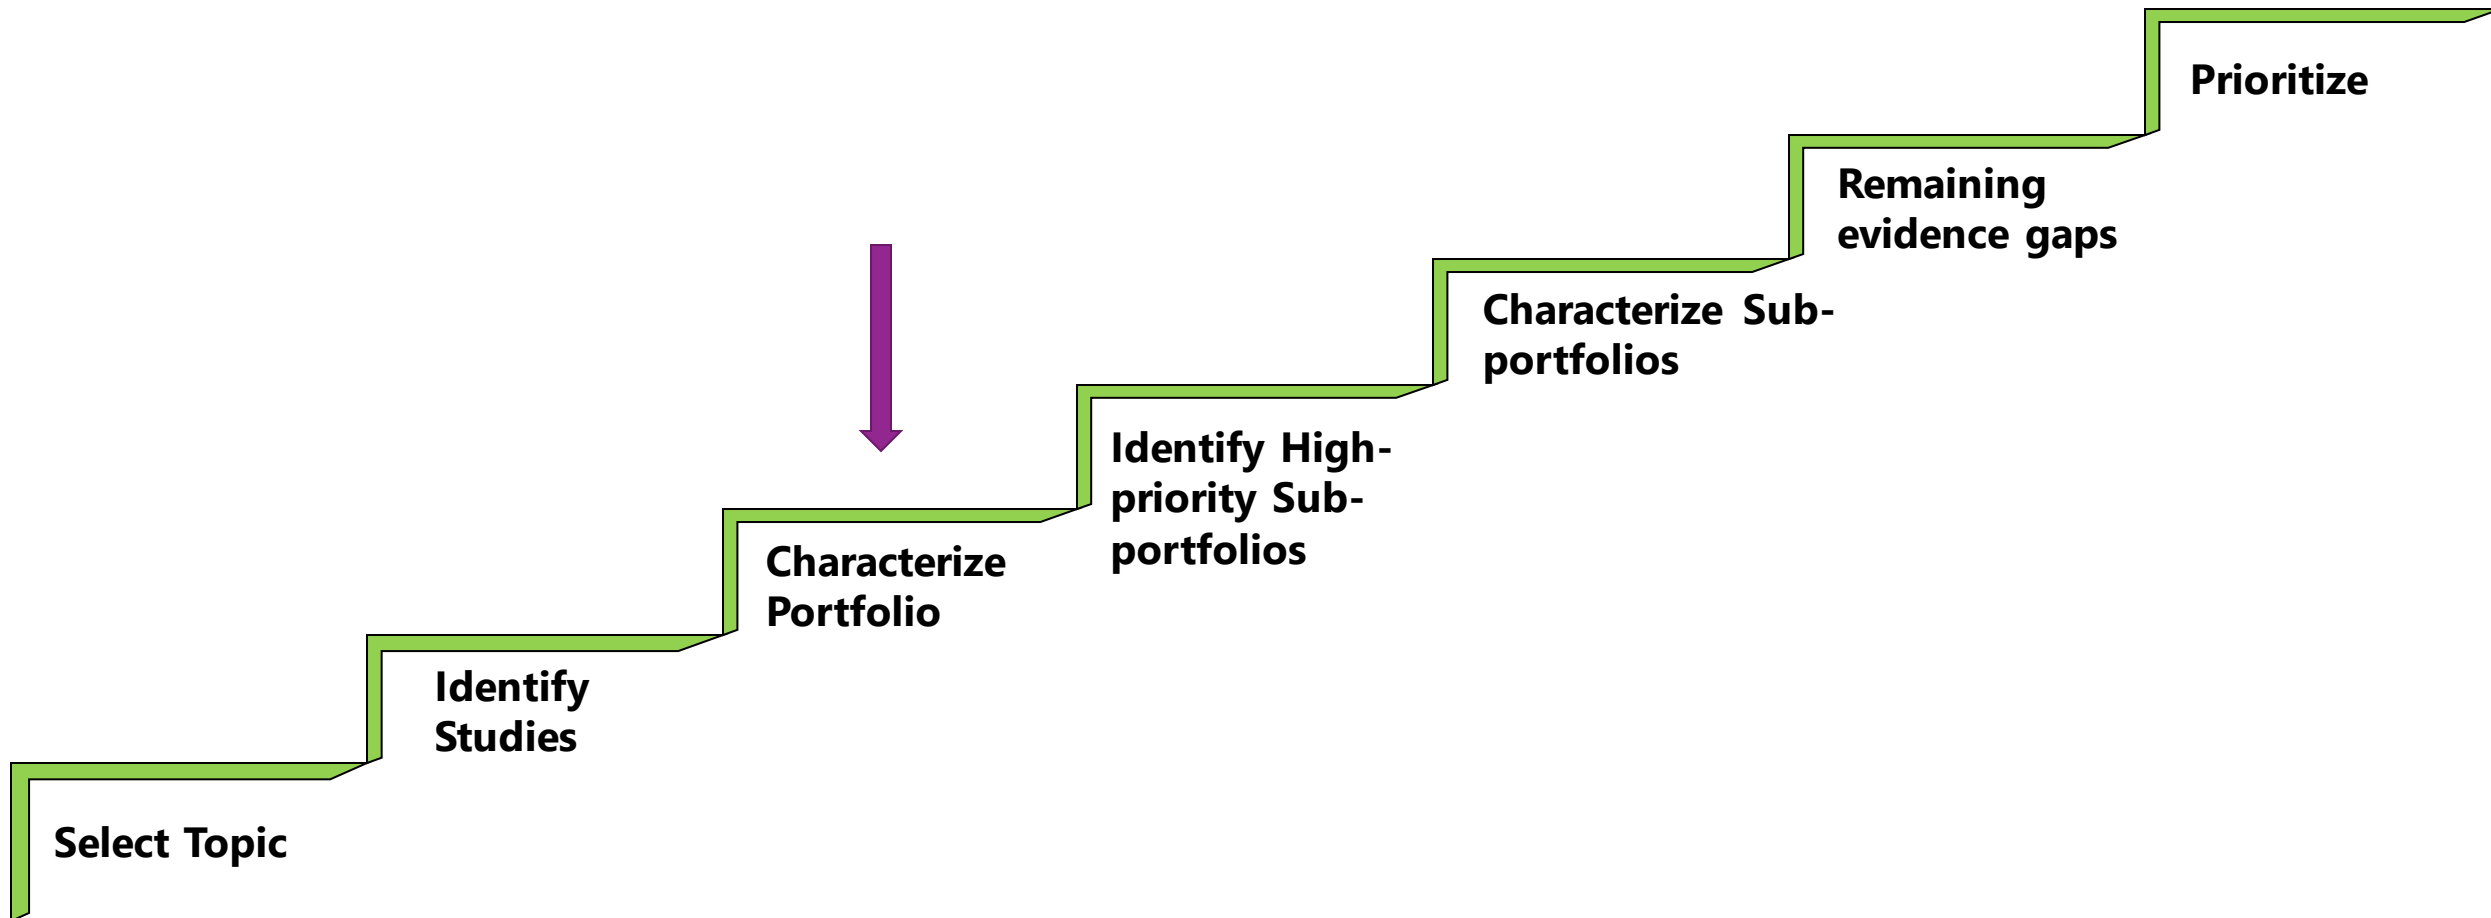 Select Topic
Identify
Studies
Characterize
Portfolio
Identify High-
priority Sub-
portfolios
Characterize Sub-
portfolios
Remaining
evidence gaps
Prioritize